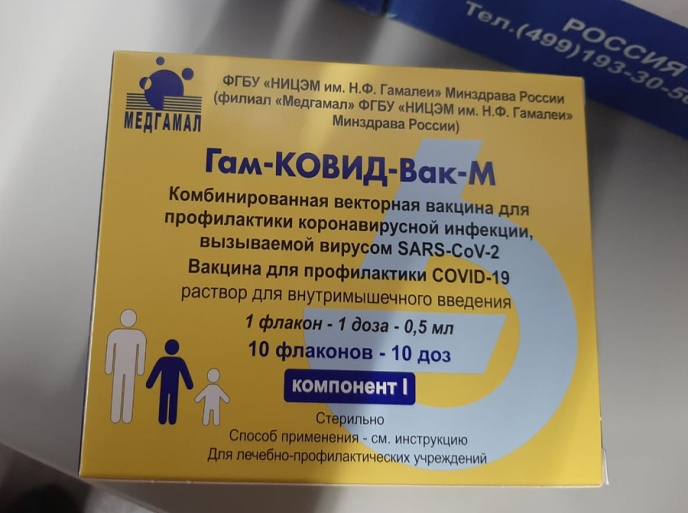 РОССИЯ
Тел.(499)193-30-50
МЕДГАМАЛ
ФГБУ «НИЦЭМ им. Н.Ф. Гамалеи» Минздрава России
(филиал «Медгамал» ФГБУ «НИЦЭМ им. Н.Ф. Гамалеи»
Минздрава России)
Гам-КОВИД-Вак-М
Комбинированная векторная вакцина для
профилактики коронавирусной инфекции,
вызываемой вирусом SARS-CoV-2
Вакцина для профилактики COVID-19
раствор для внутримышечного введения
1 флакон - 1 доза - 0,5 мл
10 флаконов - 10 доз
компонент I
Стерильно
Способ применения - см. инструкцию
Для лечебно-профилактических учреждений